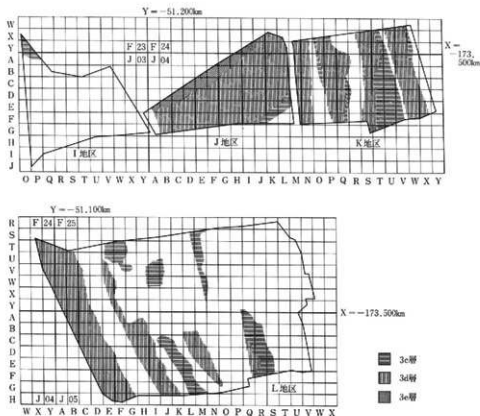 Y=-51.200km
W
X
Y
A
B
C
D
E
F
G
H
I
J
F 23 F 24
J 03 J 04
X=
-173.
500km
I地区
J地区
K地区
O P Q R S T U V W X Y A B C D E F G H I J K L M N O P Q R S T U V W X Y
Y=-51.100km
R
S
T
U
V
W
X
Y
A
B
C
D
E
F
G
H
F 24 F 25
X=-173.500km
J 04 J 05
L地区
W X Y A B C D E F G H I J K L M N O P Q R S T U V W X
3c層
3d層
3e層